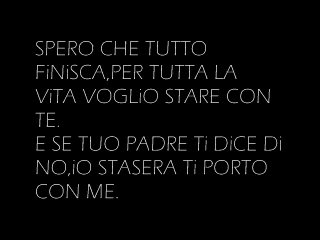 SPERO CHE TUTTO
FiNiSCA,PER TUTTA LA
ViTA VOGLiO STARE CON
TE.
E SE TUO PADRE Ti DiCE Di
NO,iO STASERA Ti PORTO
CON ME.